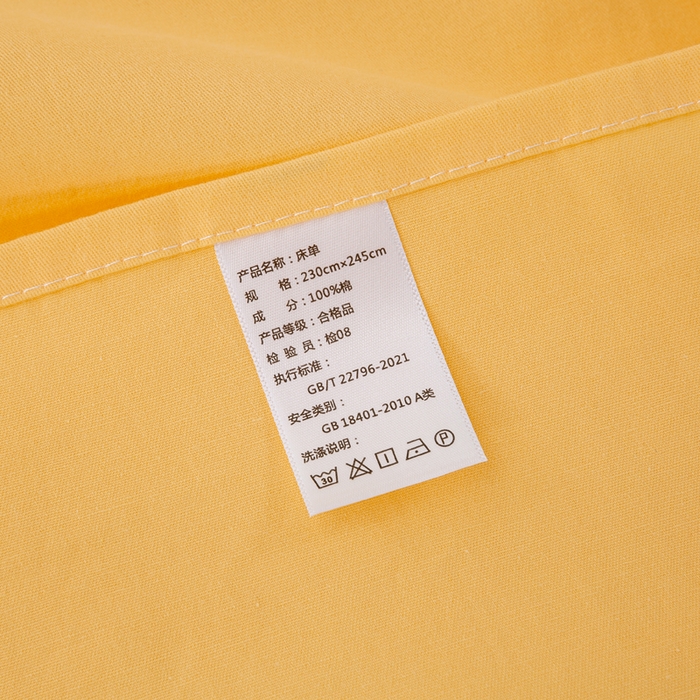 产品名称：床单
规 格：230cm×245cm
成 分：100%棉
产品等级：合格品
检 验 员：检08
执行标准：
GB/T 22796-2021
安全类别：
GB 18401-2010 A类
洗涤说明：
30 P